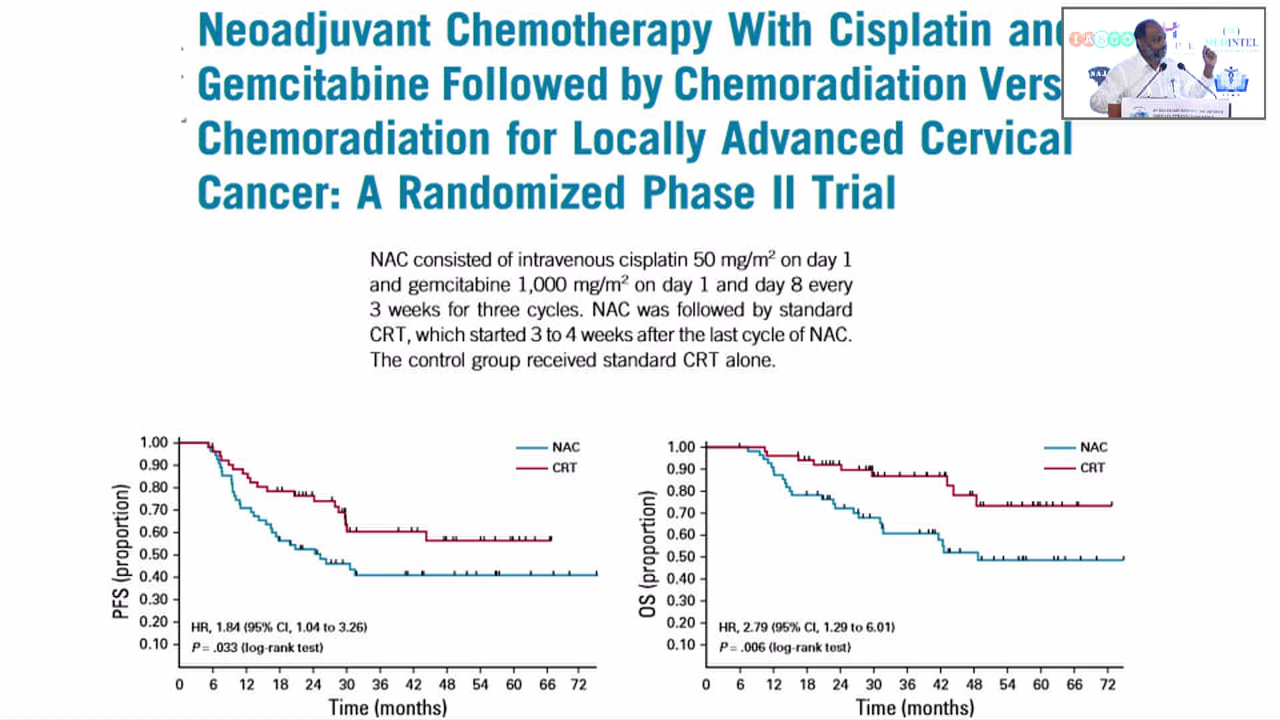 Neoadjuvant Chemotherapy With Cisplatin and
Gemcitabine Followed by Chemoradiation Vers
Chemoradiation for Locally Advanced Cervical
Cancer: A Randomized Phase II Trial
NAC consisted of intravenous cisplatin 50 mg/m² on day 1
and gemcitabine 1,000 mg/m² on day 1 and day 8 every
3 weeks for three cycles. NAC was followed by standard
CRT, which started 3 to 4 weeks after the last cycle of NAC.
The control group received standard CRT alone.
PFS (proportion)
1.00
0.90
0.80
0.70
0.60
0.50
0.40
0.30
0.20
0.10
NAC
CRT
HR, 1.84 (95% CI, 1.04 to 3.26)
P = .033 (log-rank test)
0 6 12 18 24 30 36 42 48 54 60 66 72
Time (months)
OS (proportion)
1.00
0.90
0.80
0.70
0.60
0.50
0.40
0.30
0.20
0.10
NAC
CRT
HR, 2.79 (95% CI, 1.29 to 6.01)
P = .006 (log-rank test)
0 6 12 18 24 30 36 42 48 54 60 66 72
Time (months)